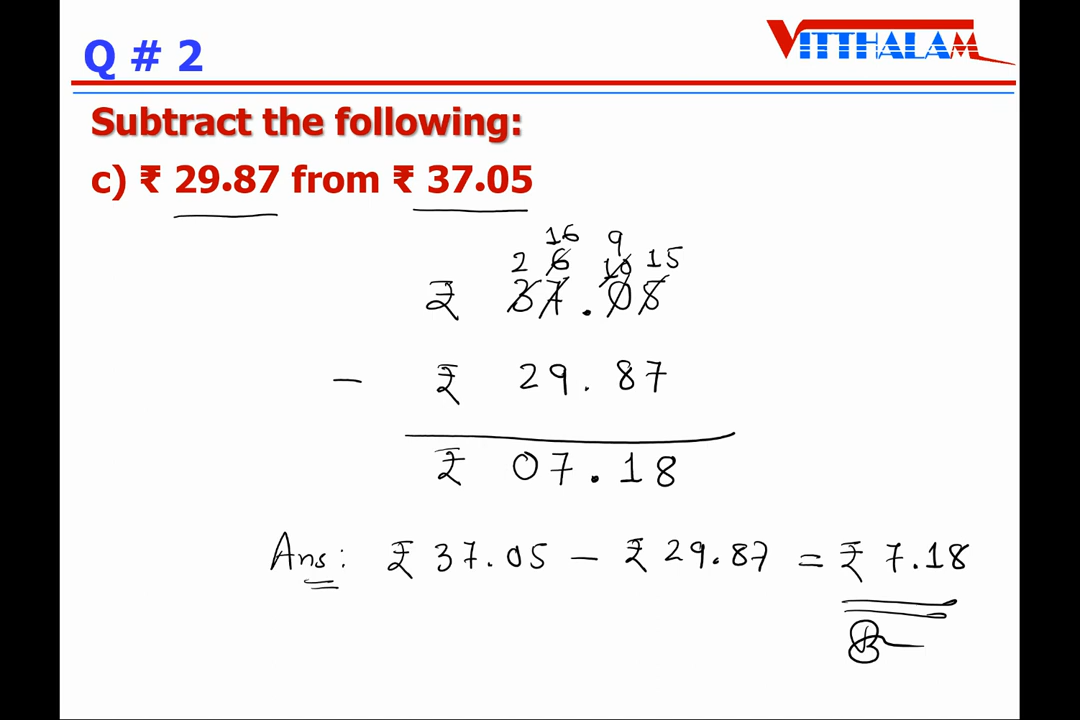 Q # 2
VITTHALAM
Subtract the following:
c) ₹ 29.87 from ₹ 37.05
16 9
2 6 10 15
₹ 37.05
- ₹ 29.87
₹ 07.18
Ans: ₹ 37.05 - ₹ 29.87 = ₹ 7.18